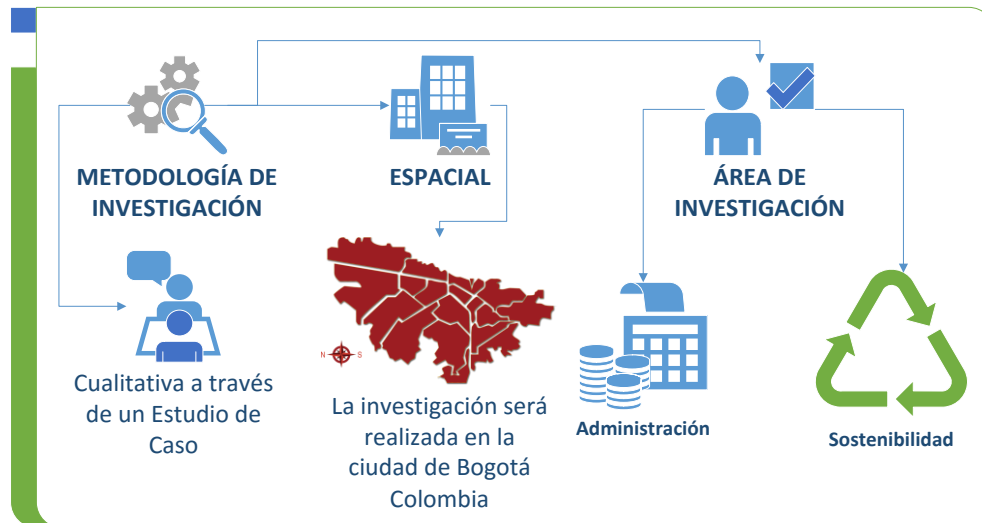 METODOLOGÍA DE
INVESTIGACIÓN
ESPACIAL
ÁREA DE
INVESTIGACIÓN
Cualitativa a través
de un Estudio de
Caso
N
S
La investigación será
realizada en la
ciudad de Bogotá
Colombia
Administración
Sostenibilidad